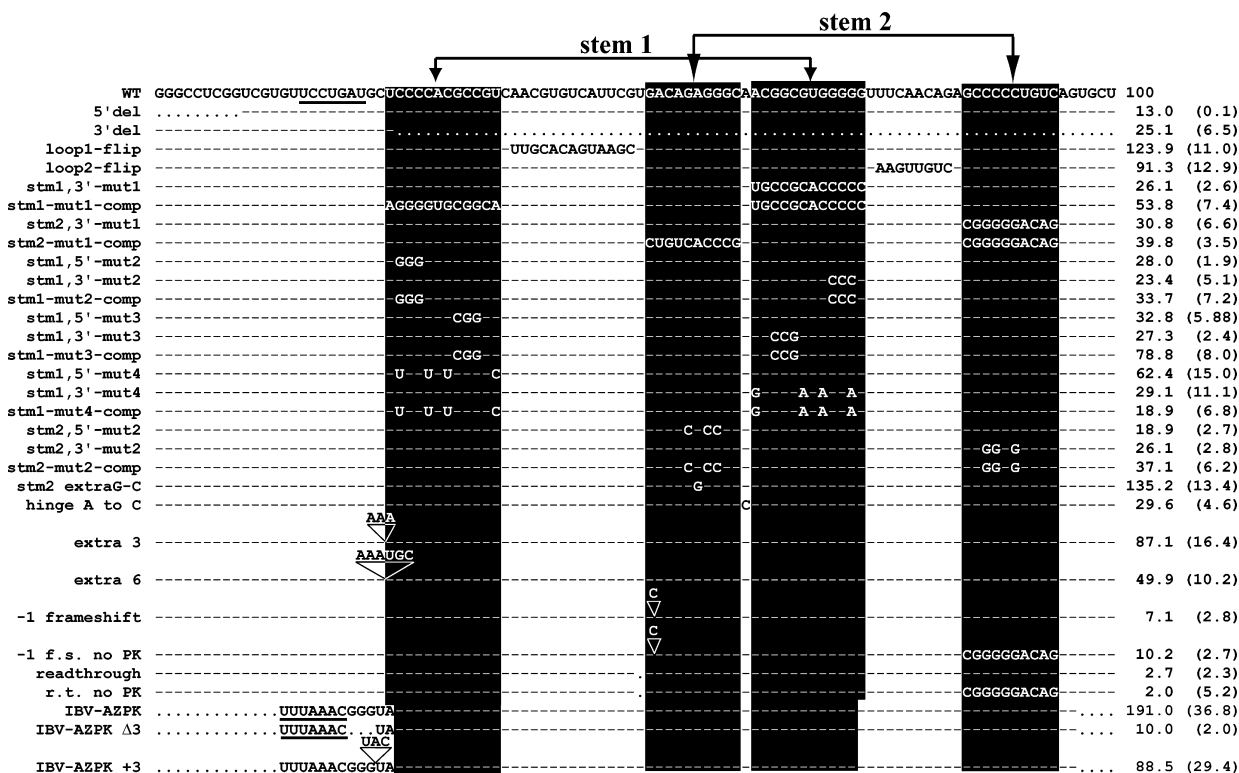 stem 2
stem 1
WT GGGCCUCGGUCGUGUUCCUGAUGCUCCCCACGCCGUCAACGUGUCAUUCGUGACAGAGGGCAACGGCGUGGGGGUUUCAACAGAGCCCCCUGUCAGUGCU 100
5'del 13.0 (0.1)
3'del 25.1 (6.5)
loop1-flip UUGCACAGUAAGC 123.9 (11.0)
loop2-flip AAGUUGUC 91.3 (12.9)
stm1,3'-mut1 UGCCGCACCCCC 26.1 (2.6)
stm1-mut1-comp AGGGGUGCGGCA UGCCGCACCCCC 53.8 (7.4)
stm2,3'-mut1 CGGGGGACAG 30.8 (6.6)
stm2-mut1-comp CUGUCACCCG CGGGGGACAG 39.8 (3.5)
stm1,5'-mut2 GGG 28.0 (1.9)
stm1,3'-mut2 CCC 23.4 (5.1)
stm1-mut2-comp GGG CCC 33.7 (7.2)
stm1,5'-mut3 CGG 32.8 (5.88)
stm1,3'-mut3 CCG 27.3 (2.4)
stm1-mut3-comp CGG CCG 78.8 (8.0)
stm1,5'-mut4 U--UU----C 62.4 (15.0)
stm1,3'-mut4 G----A-A--A 29.1 (11.1)
stm1-mut4-comp U--U-U----C G----A-A--A 18.9 (6.8)
stm2,5'-mut2 C-CC 18.9 (2.7)
stm2,3'-mut2 GG-G 26.1 (2.8)
stm2-mut2-comp C-CC GG-G 37.1 (6.2)
stm2 extraG-C G 135.2 (13.4)
hinge A to C C 29.6 (4.6)
AAA
extra 3 87.1 (16.4)
AAAUGC
extra 6 49.9 (10.2)
C
-1 frameshift 7.1 (2.8)
C
-1 f.s. no PK CGGGGGACAG 10.2 (2.7)
readthrough 2.7 (2.3)
r.t. no PK CGGGGGACAG 2.0 (5.2)
IBV-AZPK .............UUUAAACGGGUA .... 191.0 (36.8)
IBV-AZPK Δ3 .............UUUAAAC...UA .... 10.0 (2.0)
UAC
IBV-AZPK +3 .............UUUAAACGGGUA .... 88.5 (29.4)